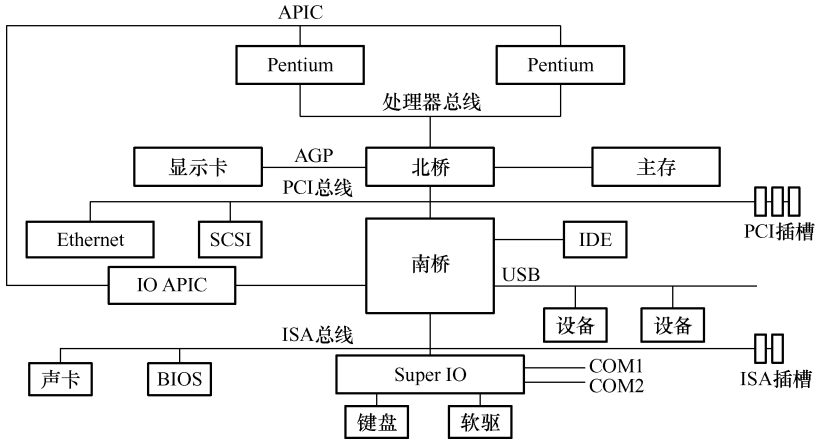 APIC
Pentium
Pentium
处理器总线
显示卡
AGP
北桥
主存
PCI总线
Ethernet
SCSI
南桥
IDE
PCI插槽
IO APIC
USB
设备
设备
ISA总线
声卡
BIOS
Super IO
COM1
COM2
ISA插槽
键盘
软驱